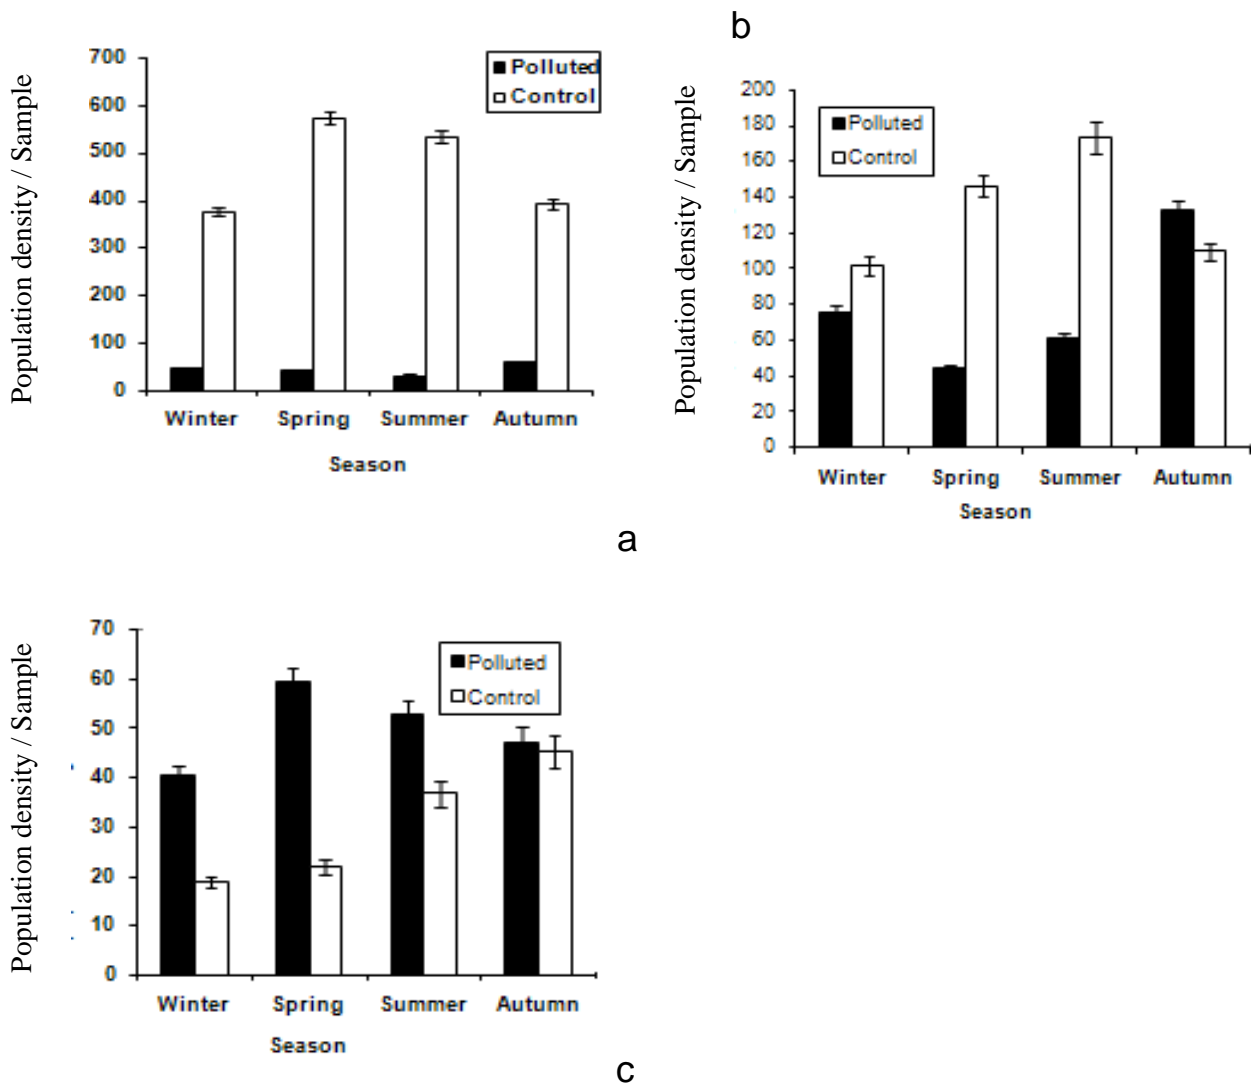 b
Population density / Sample
700
600
500
400
300
200
100
0
Polluted
Control
Winter Spring Summer Autumn
Season
Population density / Sample
200
180
160
140
120
100
80
60
40
20
0
Polluted
Control
Winter Spring Summer Autumn
Season
a
Population density / Sample
70
60
50
40
30
20
10
0
Polluted
Control
Winter Spring Summer Autumn
Season
c